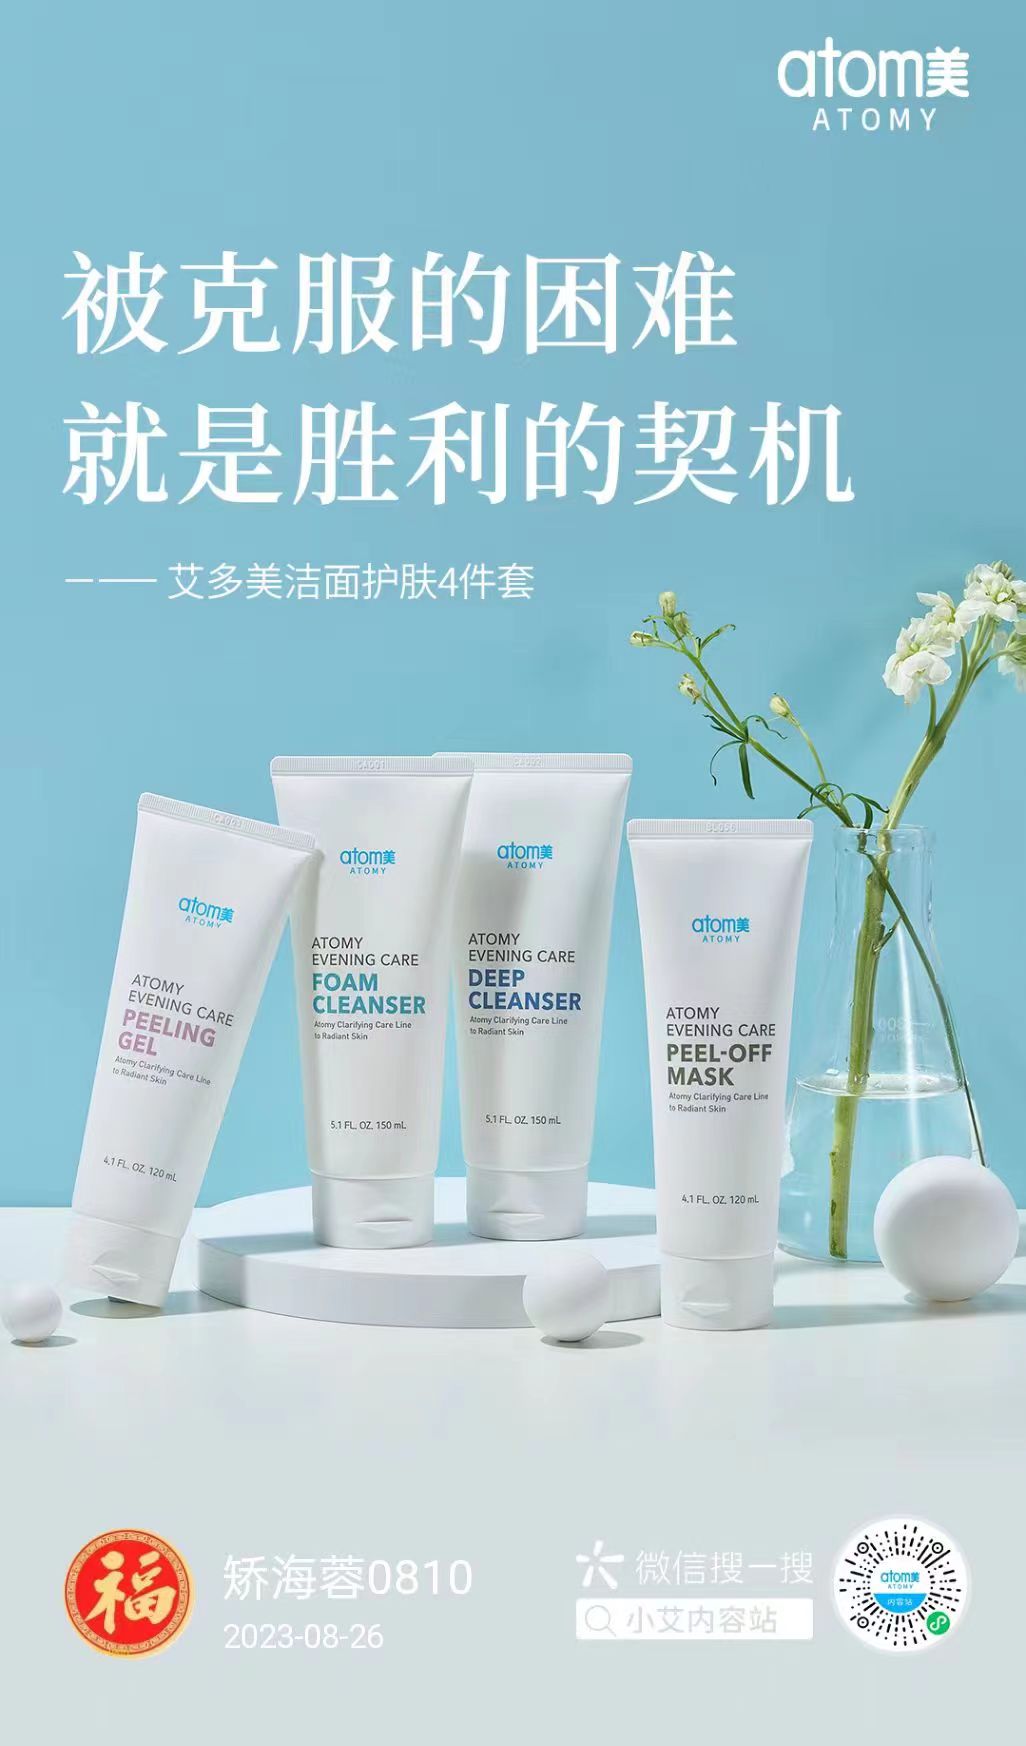 atom美
ATOMY
被克服的困难
就是胜利的契机
——— 艾多美洁面护肤4件套
CA003
atom美
ATOMY
ATOMY
EVENING CARE
PEELING
GEL
Atomy Clarifying Care Line
to Radiant Skin
4.1 FL. OZ. 120 mL
CA001
atom美
ATOMY
ATOMY
EVENING CARE
FOAM
CLEANSER
Atomy Clarifying Care Line
to Radiant Skin
5.1 FL. OZ. 150 mL
CA002
atom美
ATOMY
ATOMY
EVENING CARE
DEEP
CLEANSER
Atomy Clarifying Care Line
to Radiant Skin
5.1 FL. OZ. 150 mL
atom美
ATOMY
ATOMY
EVENING CARE
PEEL-OFF
MASK
Atomy Clarifying Care Line
to Radiant Skin
4.1 FL. OZ. 120 mL
福
矫海蓉0810
2023-08-26
微信搜一搜
小艾内容站
atom美
ATOMY
内容站